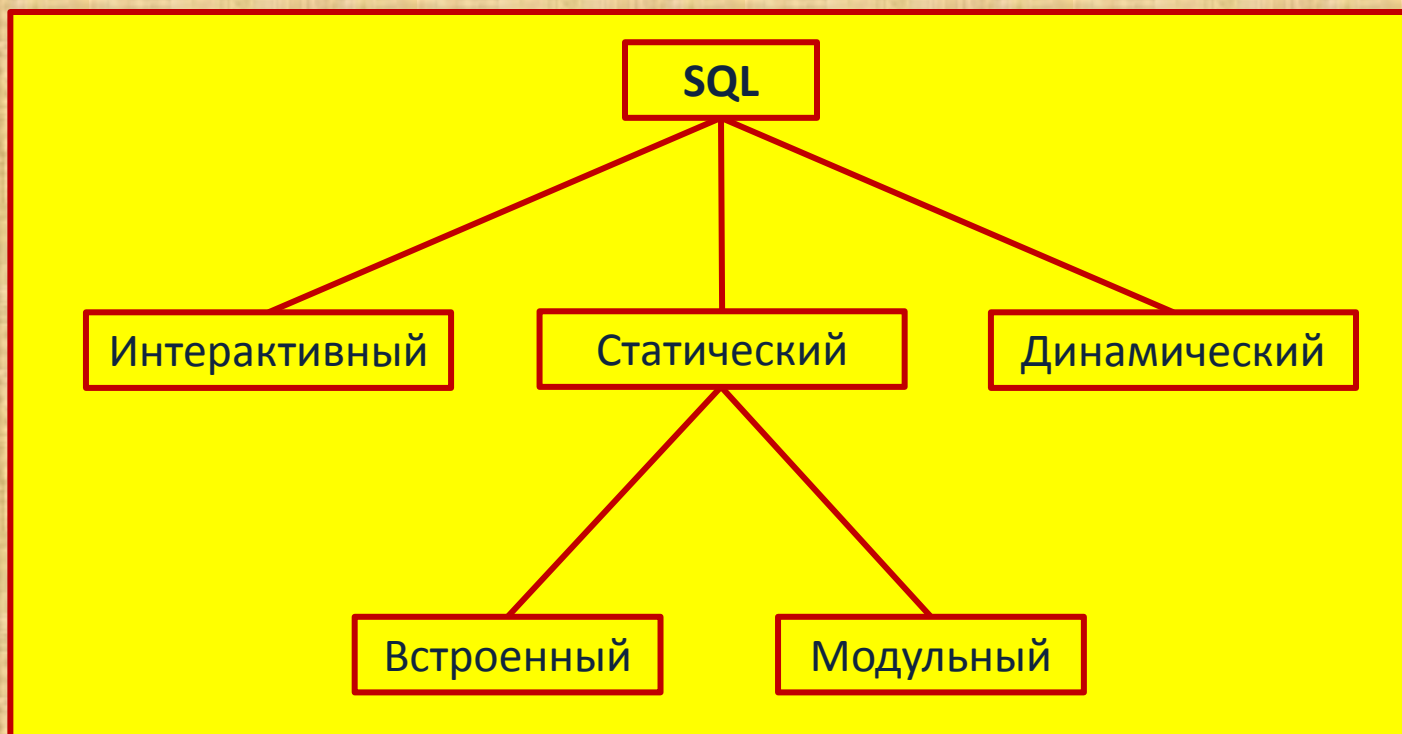 SQL
Интерактивный
Статический
Динамический
Встроенный
Модульный